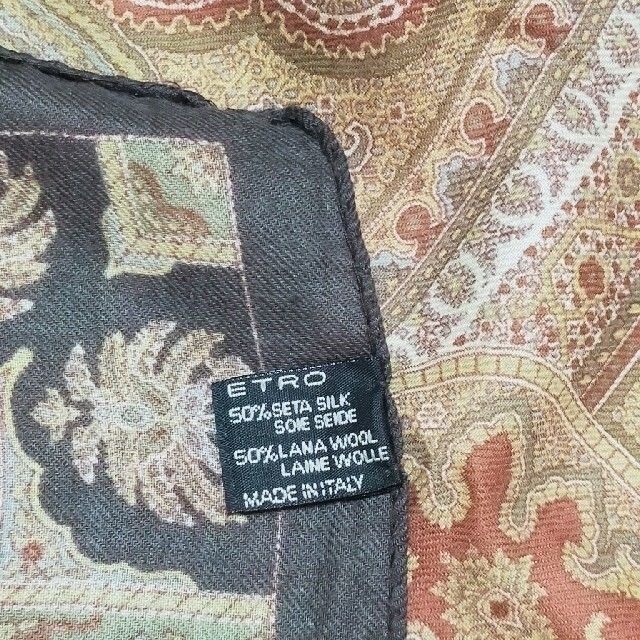 ETRO
50% SETA SILK
SOIE SEIDE
50% LANA WOOL
LAINE WOLLE
MADE IN ITALY